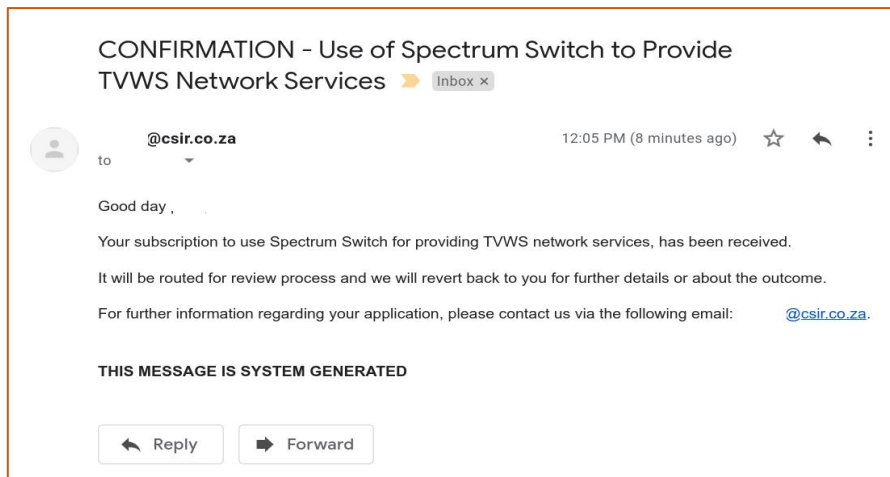 CONFIRMATION - Use of Spectrum Switch to Provide
TVWS Network Services Inbox ×
@csir.co.za 12:05 PM (8 minutes ago)
to
Good day ,
Your subscription to use Spectrum Switch for providing TVWS network services, has been received.
It will be routed for review process and we will revert back to you for further details or about the outcome.
For further information regarding your application, please contact us via the following email: @csir.co.za.
THIS MESSAGE IS SYSTEM GENERATED
Reply Forward